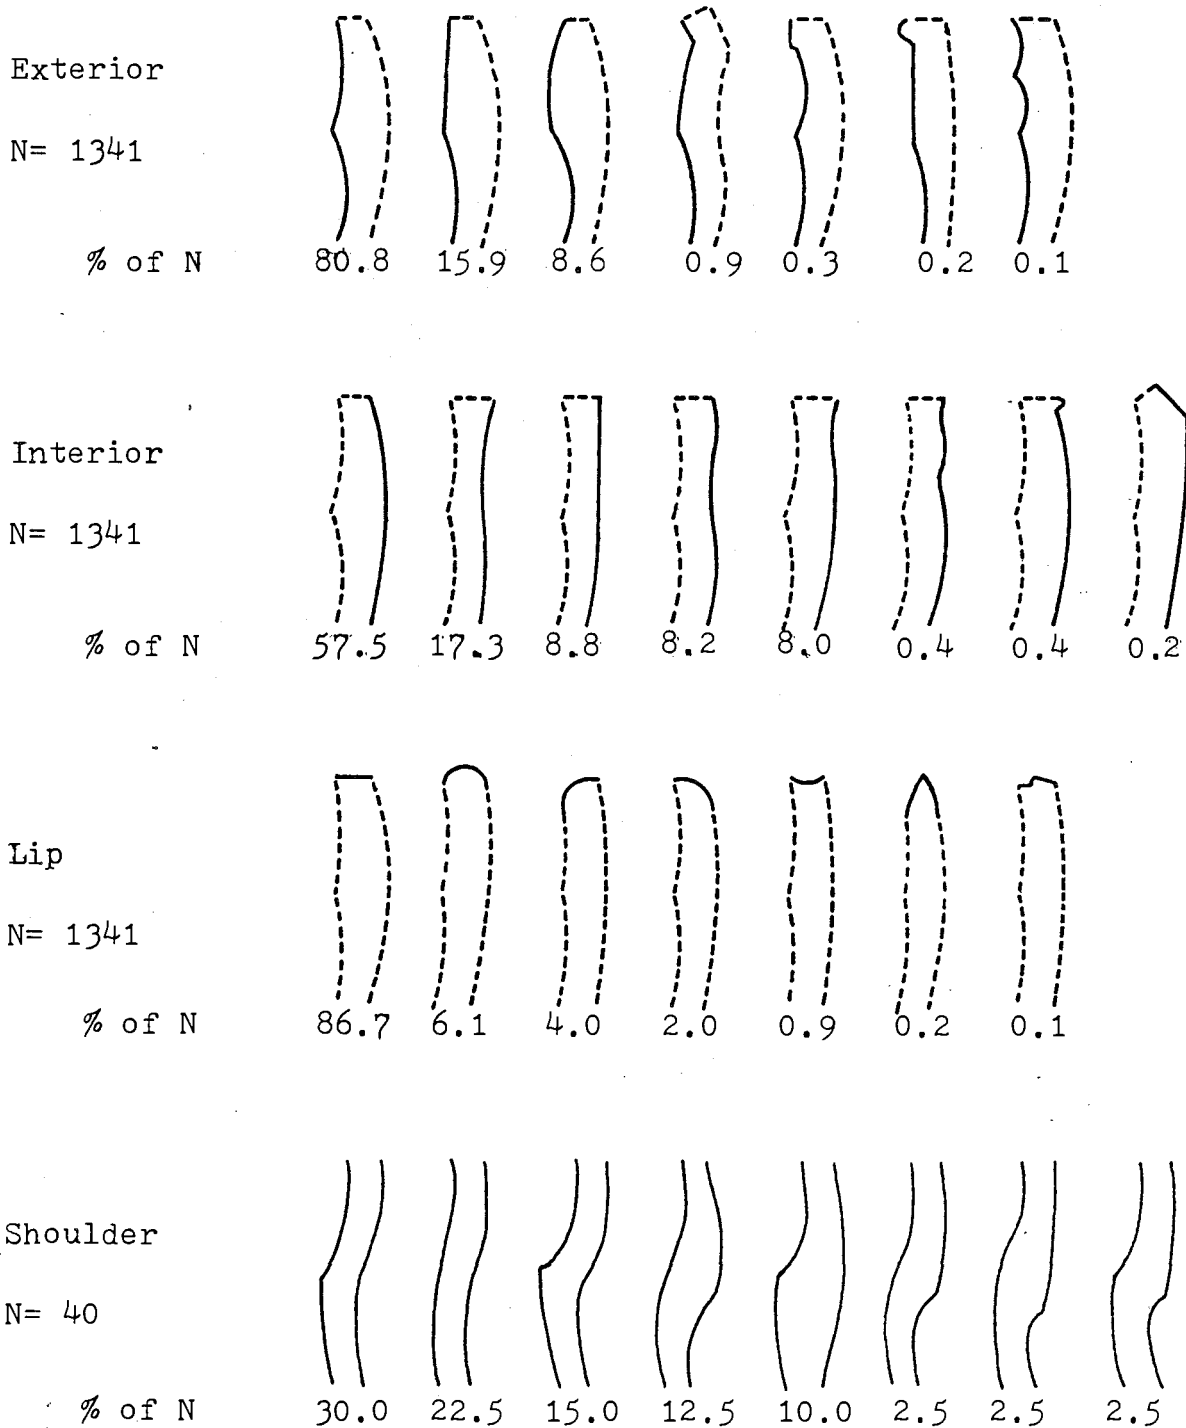 Exterior
N= 1341
% of N 80.8 15.9 8.6 0.9 0.3 0.2 0.1
Interior
N= 1341
% of N 57.5 17.3 8.8 8.2 8.0 0.4 0.4 0.2
Lip
N= 1341
% of N 86.7 6.1 4.0 2.0 0.9 0.2 0.1
Shoulder
N= 40
% of N 30.0 22.5 15.0 12.5 10.0 2.5 2.5 2.5